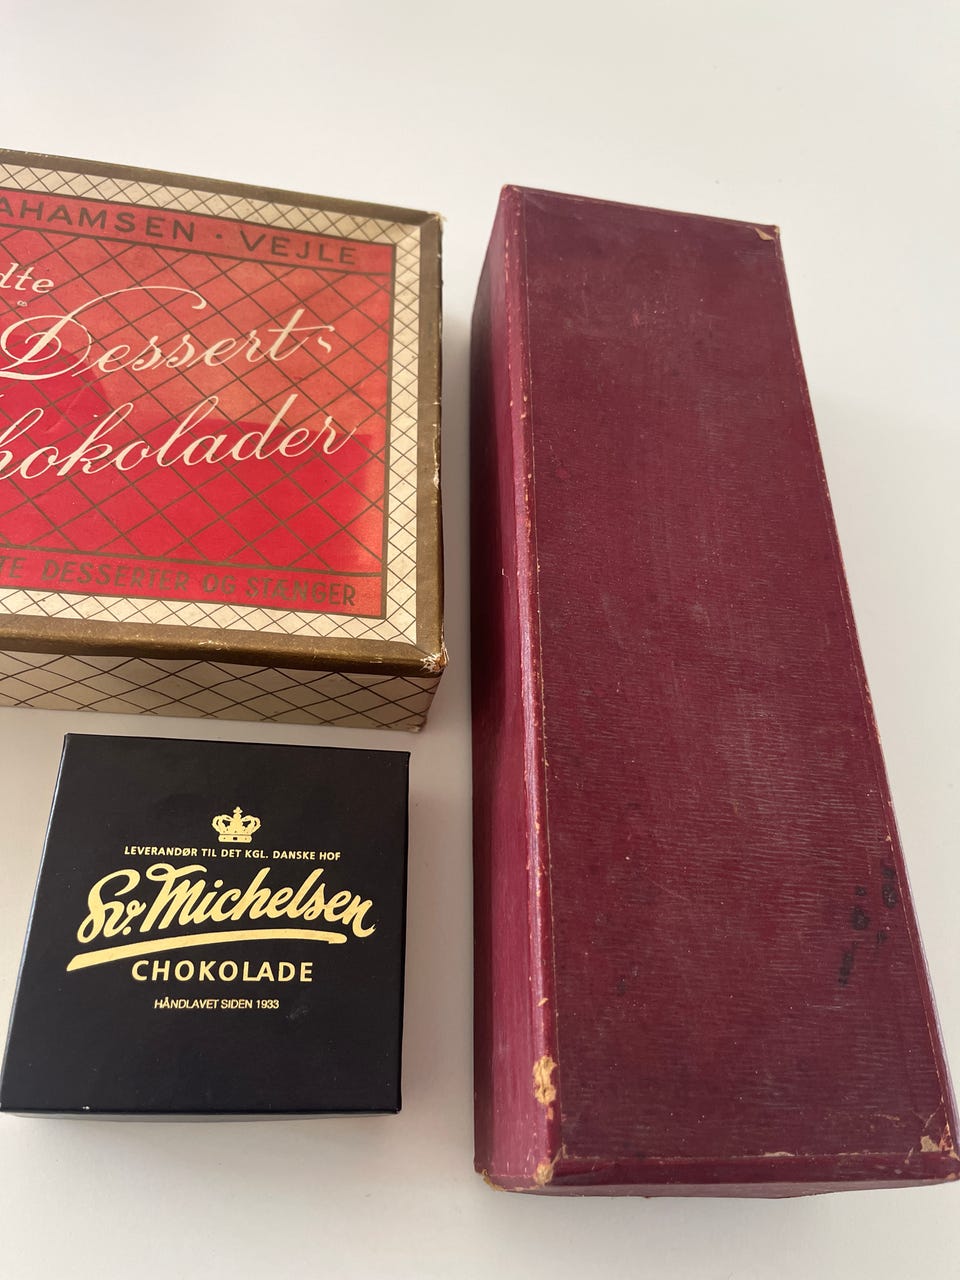 AHAMSEN · VEJLE
dte
Dessert
hokolader
TE DESSERTER OG STÆNGER
LEVERANDØR TIL DET KGL. DANSKE HOF
Sv. Michelsen
CHOKOLADE
HÅNDLAVET SIDEN 1933